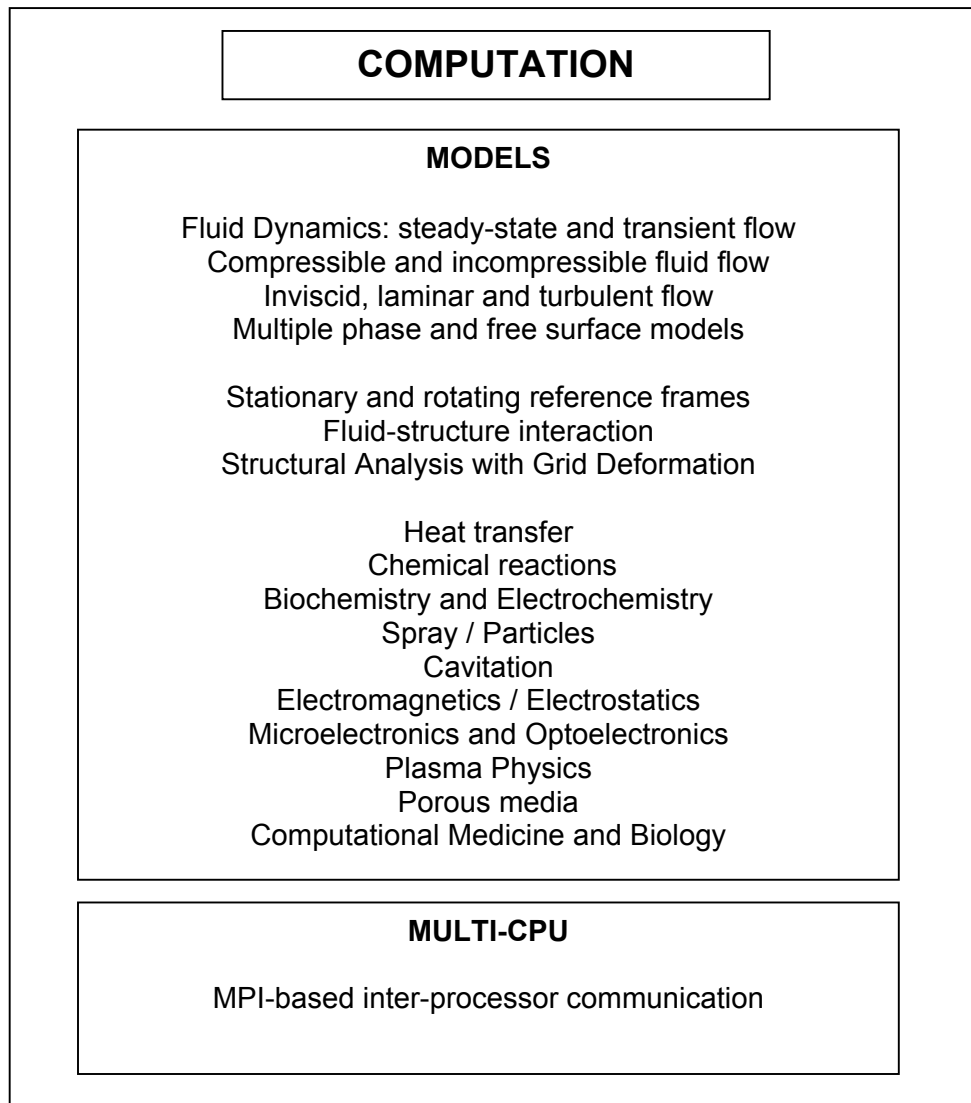 COMPUTATION
MODELS
Fluid Dynamics: steady-state and transient flow
Compressible and incompressible fluid flow
Inviscid, laminar and turbulent flow
Multiple phase and free surface models
Stationary and rotating reference frames
Fluid-structure interaction
Structural Analysis with Grid Deformation
Heat transfer
Chemical reactions
Biochemistry and Electrochemistry
Spray / Particles
Cavitation
Electromagnetics / Electrostatics
Microelectronics and Optoelectronics
Plasma Physics
Porous media
Computational Medicine and Biology
MULTI-CPU
MPI-based inter-processor communication